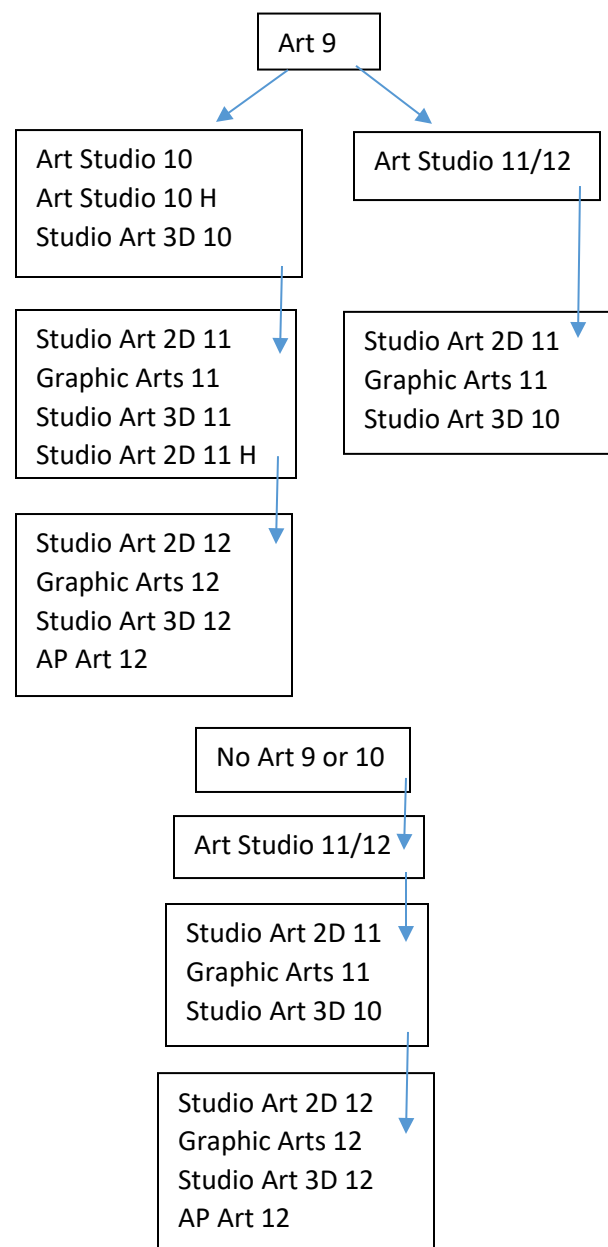 Art 9
Art Studio 10
Art Studio 10 H
Studio Art 3D 10
Art Studio 11/12
Studio Art 2D 11
Graphic Arts 11
Studio Art 3D 11
Studio Art 2D 11 H
Studio Art 2D 11
Graphic Arts 11
Studio Art 3D 10
Studio Art 2D 12
Graphic Arts 12
Studio Art 3D 12
AP Art 12
No Art 9 or 10
Art Studio 11/12
Studio Art 2D 11
Graphic Arts 11
Studio Art 3D 10
Studio Art 2D 12
Graphic Arts 12
Studio Art 3D 12
AP Art 12